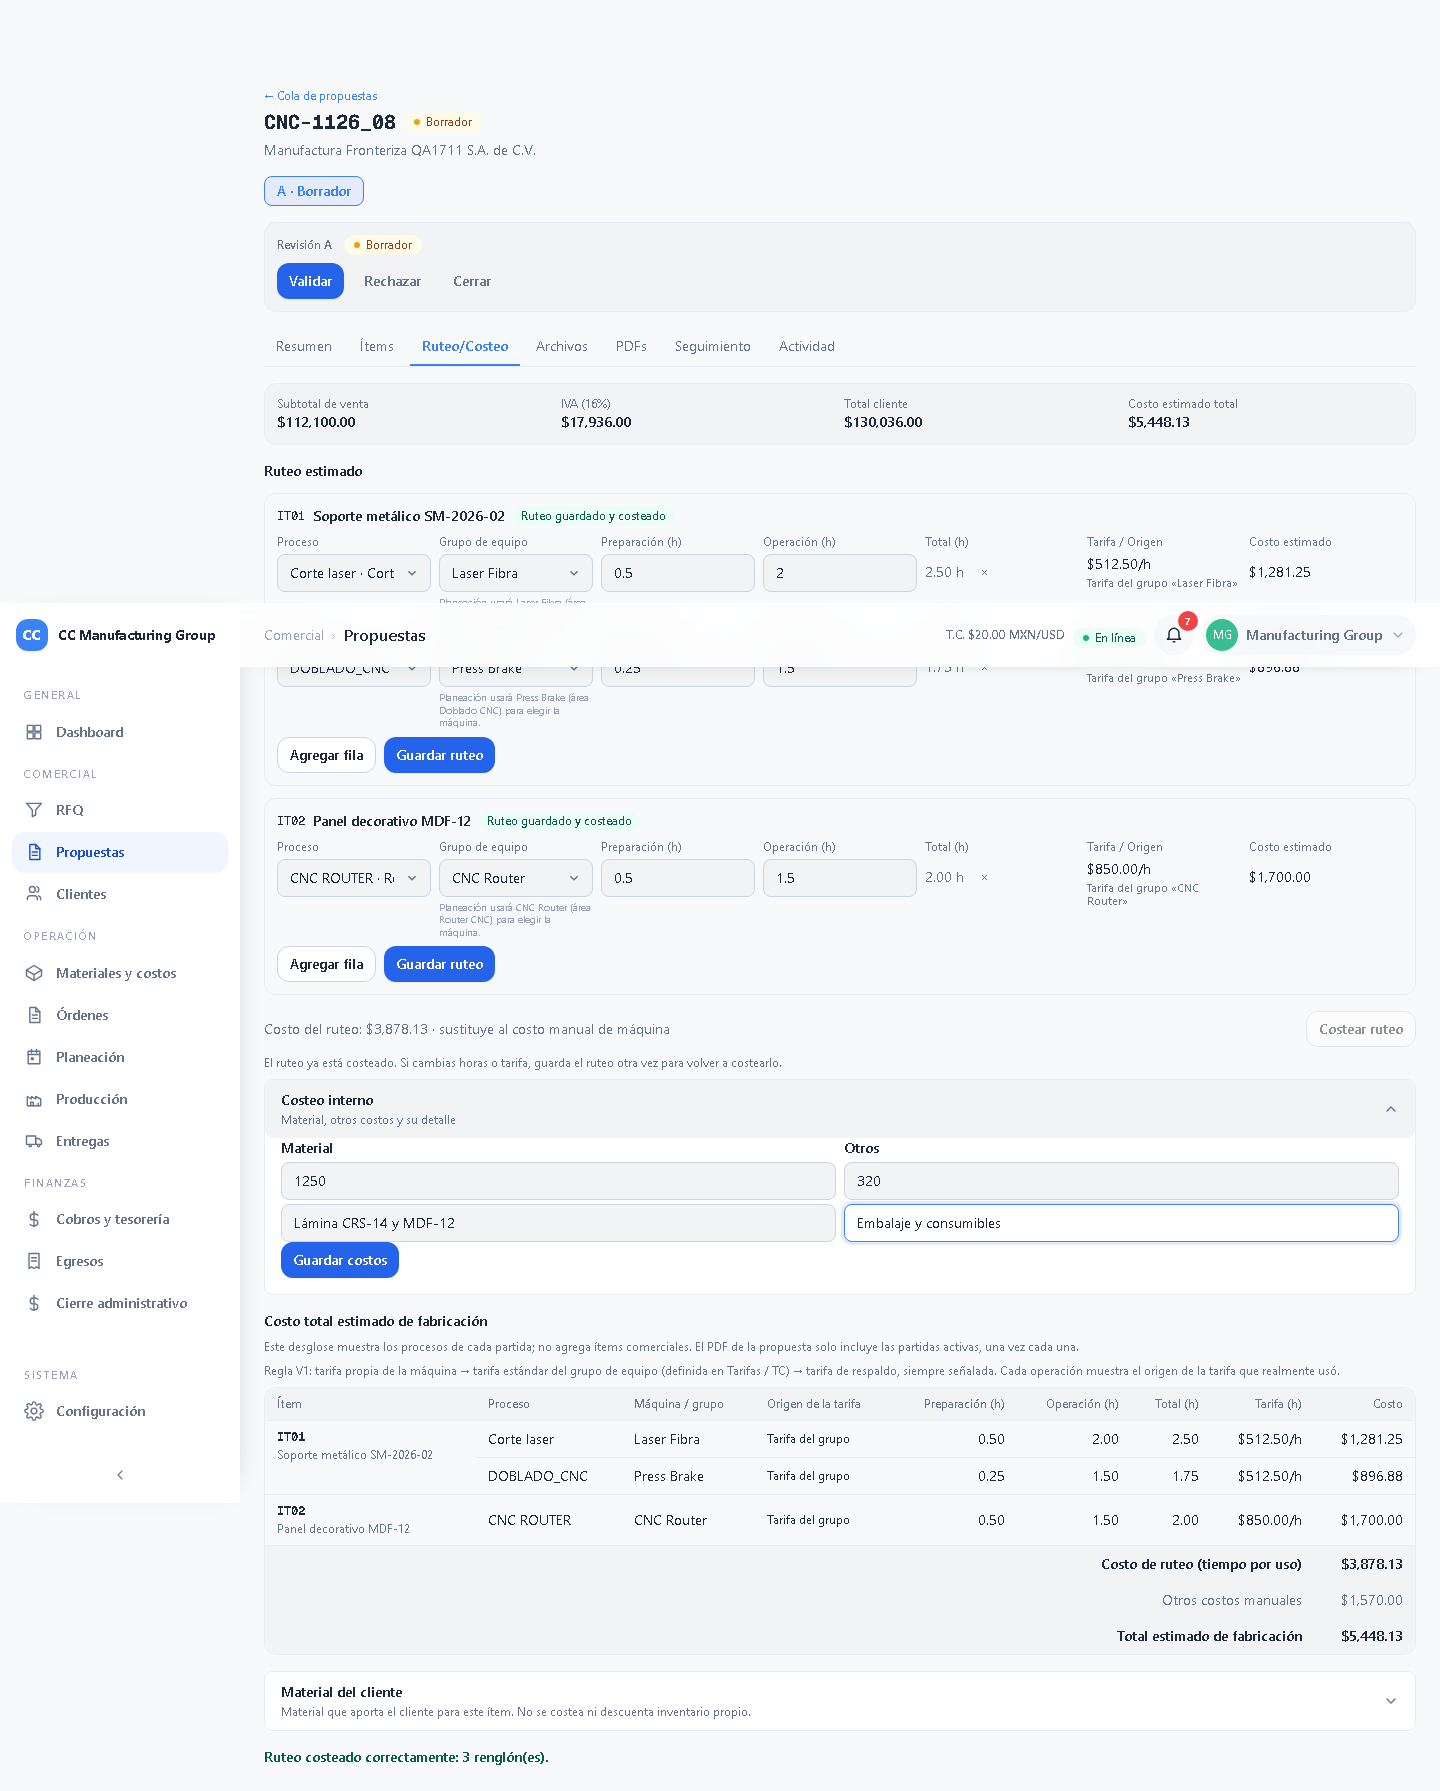 ← Cola de propuestas
CNC-1126_08 Borrador
Manufactura Fronteriza QA1711 S.A. de C.V.
A · Borrador
Revisión A Borrador
Validar Rechazar Cerrar
Resumen Ítems Ruteo/Costeo Archivos PDFs Seguimiento Actividad
Subtotal de venta IVA (16%) Total cliente Costo estimado total
$112,100.00 $17,936.00 $130,036.00 $5,448.13
Ruteo estimado
IT01 Soporte metálico SM-2026-02 Ruteo guardado y costeado
Proceso Grupo de equipo Preparación (h) Operación (h) Total (h) Tarifa / Origen Costo estimado
Corte laser · Cort Laser Fibra 0.5 2 2.50 h × $512.50/h $1,281.25
Tarifa del grupo «Laser Fibra»
Planeación usará Laser Fibra (área
CC CC Manufacturing Group
Comercial › Propuestas T.C. $20.00 MXN/USD En línea 7 MG Manufacturing Group
DOBLADO_CNC Press Brake 0.25 1.5 1.75 h × $896.88
Tarifa del grupo «Press Brake»
Planeación usará Press Brake (área
Doblado CNC) para elegir la
máquina.
Agregar fila Guardar ruteo
IT02 Panel decorativo MDF-12 Ruteo guardado y costeado
Proceso Grupo de equipo Preparación (h) Operación (h) Total (h) Tarifa / Origen Costo estimado
CNC ROUTER · R CNC Router 0.5 1.5 2.00 h × $850.00/h $1,700.00
Tarifa del grupo «CNC
Router»
Planeación usará CNC Router (área
Router CNC) para elegir la
máquina.
Agregar fila Guardar ruteo
GENERAL
Dashboard
COMERCIAL
RFQ
Propuestas
Clientes
OPERACIÓN
Materiales y costos
Órdenes
Planeación
Producción
Entregas
FINANZAS
Cobros y tesorería
Egresos
Cierre administrativo
SISTEMA
Configuración
Costo del ruteo: $3,878.13 · sustituye al costo manual de máquina Costear ruteo
El ruteo ya está costeado. Si cambias horas o tarifa, guarda el ruteo otra vez para volver a costearlo.
Costeo interno
Material, otros costos y su detalle
Material Otros
1250 320
Lámina CRS-14 y MDF-12 Embalaje y consumibles
Guardar costos
Costo total estimado de fabricación
Este desglose muestra los procesos de cada partida; no agrega ítems comerciales. El PDF de la propuesta solo incluye las partidas activas, una vez cada una.
Regla V1: tarifa propia de la máquina → tarifa estándar del grupo de equipo (definida en Tarifas / TC) → tarifa de respaldo, siempre señalada. Cada operación muestra el origen de la tarifa que realmente usó.
Ítem Proceso Máquina / grupo Origen de la tarifa Preparación (h) Operación (h) Total (h) Tarifa (h) Costo
IT01 Corte laser Laser Fibra Tarifa del grupo 0.50 2.00 2.50 $512.50/h $1,281.25
Soporte metálico SM-2026-02
DOBLADO_CNC Press Brake Tarifa del grupo 0.25 1.50 1.75 $512.50/h $896.88
IT02 CNC ROUTER CNC Router Tarifa del grupo 0.50 1.50 2.00 $850.00/h $1,700.00
Panel decorativo MDF-12
Costo de ruteo (tiempo por uso) $3,878.13
Otros costos manuales $1,570.00
Total estimado de fabricación $5,448.13
Material del cliente
Material que aporta el cliente para este ítem. No se costea ni descuenta inventario propio.
Ruteo costeado correctamente: 3 renglón(es).